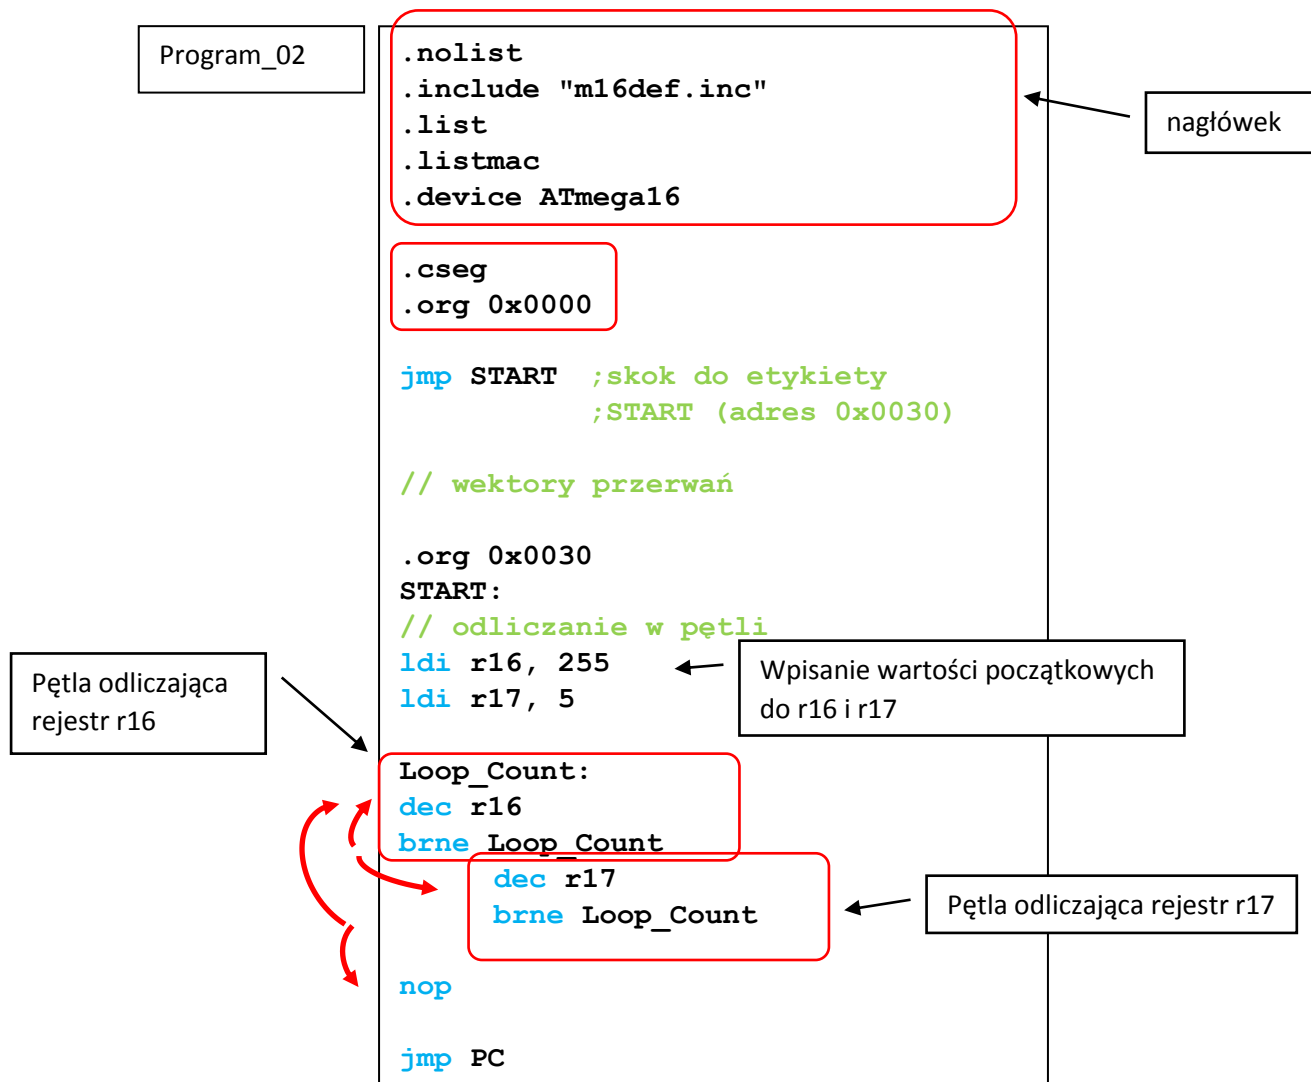 Program_02
.nolist
.include "m16def.inc"
.list
.listmac
.device ATmega16
nagłówek
.cseg
.org 0x0000
jmp START ;skok do etykiety
;START (adres 0x0030)
// wektory przerwań
.org 0x0030
START:
// odliczanie w pętli
ldi r16, 255
ldi r17, 5
Wpisanie wartości początkowych
do r16 i r17
Pętla odliczająca
rejestr r16
Loop_Count:
dec r16
brne Loop_Count
dec r17
brne Loop_Count
Pętla odliczająca rejestr r17
nop
jmp PC